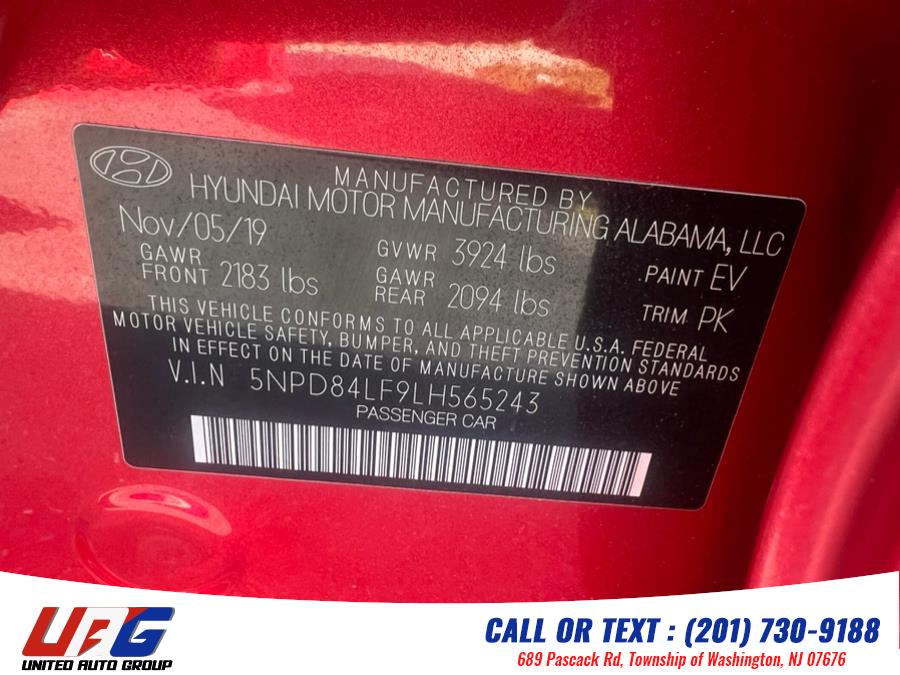 MANUFACTURED BY
HYUNDAI MOTOR MANUFACTURING ALABAMA, LLC
Nov/05/19
GVWR 3924 lbs
PAINT EV
GAWR FRONT 2183 lbs
GAWR REAR 2094 lbs
TRIM PK
THIS VEHICLE CONFORMS TO ALL APPLICABLE U.S.A. FEDERAL
MOTOR VEHICLE SAFETY, BUMPER, AND THEFT PREVENTION STANDARDS
IN EFFECT ON THE DATE OF MANUFACTURE SHOWN ABOVE
V.I.N 5NPD84LF9LH565243
PASSENGER CAR
UAG
UNITED AUTO GROUP
CALL OR TEXT : (201) 730-9188
689 Pascack Rd, Township of Washington, NJ 07676